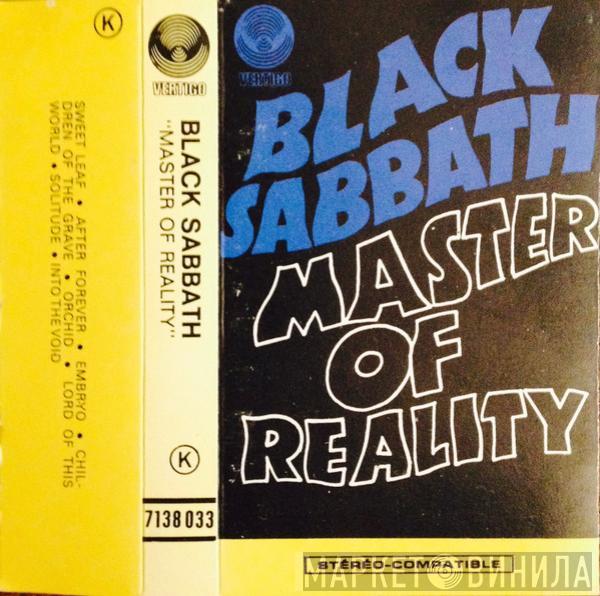 K
SWEET LEAF • AFTER FOREVER • EMBRYO • CHIL-
DREN OF THE GRAVE • ORCHID • LORD OF THIS
WORLD • SOLITUDE • INTO THE VOID
VERTIGO
BLACK SABBATH
"MASTER OF REALITY"
K
7138 033
VERTIGO
BLACK
SABBATH
MASTER
OF
REALITY
STÉRÉO-COMPATIBLE
МАРКЕТ ВИНИЛА